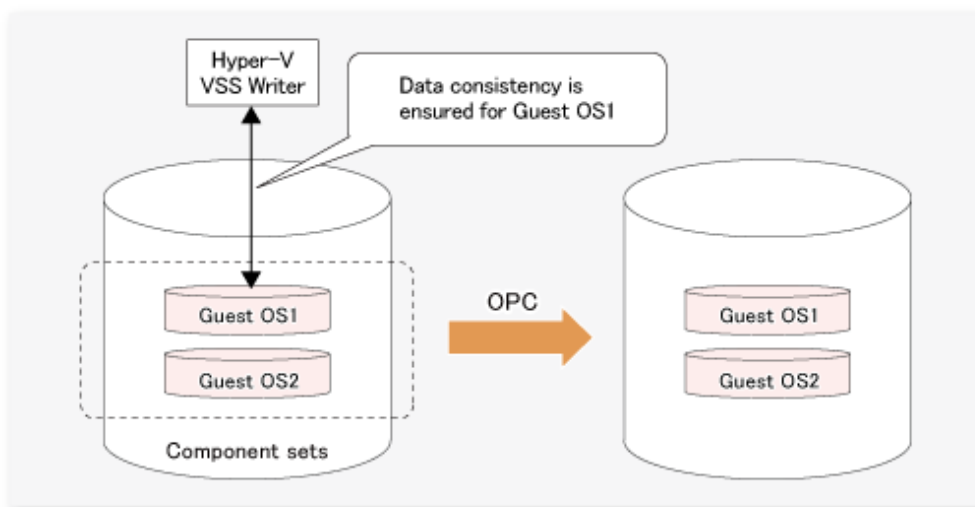 Hyper-V
VSS Writer
Data consistency is
ensured for Guest OS1
Guest OS1
Guest OS2
Component sets
OPC
Guest OS1
Guest OS2